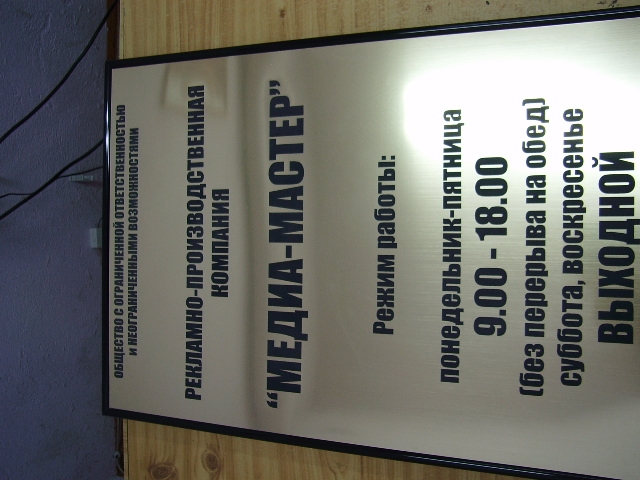 ОБЩЕСТВО С ОГРАНИЧЕННОЙ ОТВЕТСТВЕННОСТЬЮ
и НЕОГРАНИЧЕННЫМИ ВОЗМОЖНОСТЯМИ
РЕКЛАМНО-ПРОИЗВОДСТВЕННАЯ
КОМПАНИЯ
“МЕДИА-МАСТЕР”
Режим работы:
понедельник-пятница
9.00 - 18.00
(без перерыва на обед)
суббота, воскресенье
ВЫХОДНОЙ